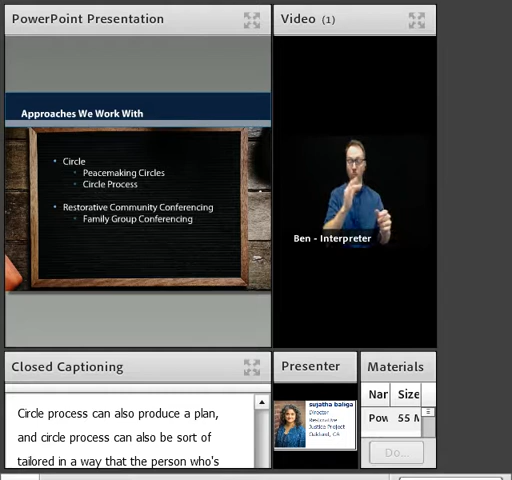 PowerPoint Presentation
Approaches We Work With
Circle
Peacemaking Circles
Circle Process
Restorative Community Conferencing
Family Group Conferencing
Video (1)
Ben - Interpreter
Closed Captioning
Circle process can also produce a plan,
and circle process can also be sort of
tailored in a way that the person who's
Presenter
sujatha baliga
Director
Restorative
Justice Project
Oakland, CA
Materials
Nar Size
Pow 55 M
Do...